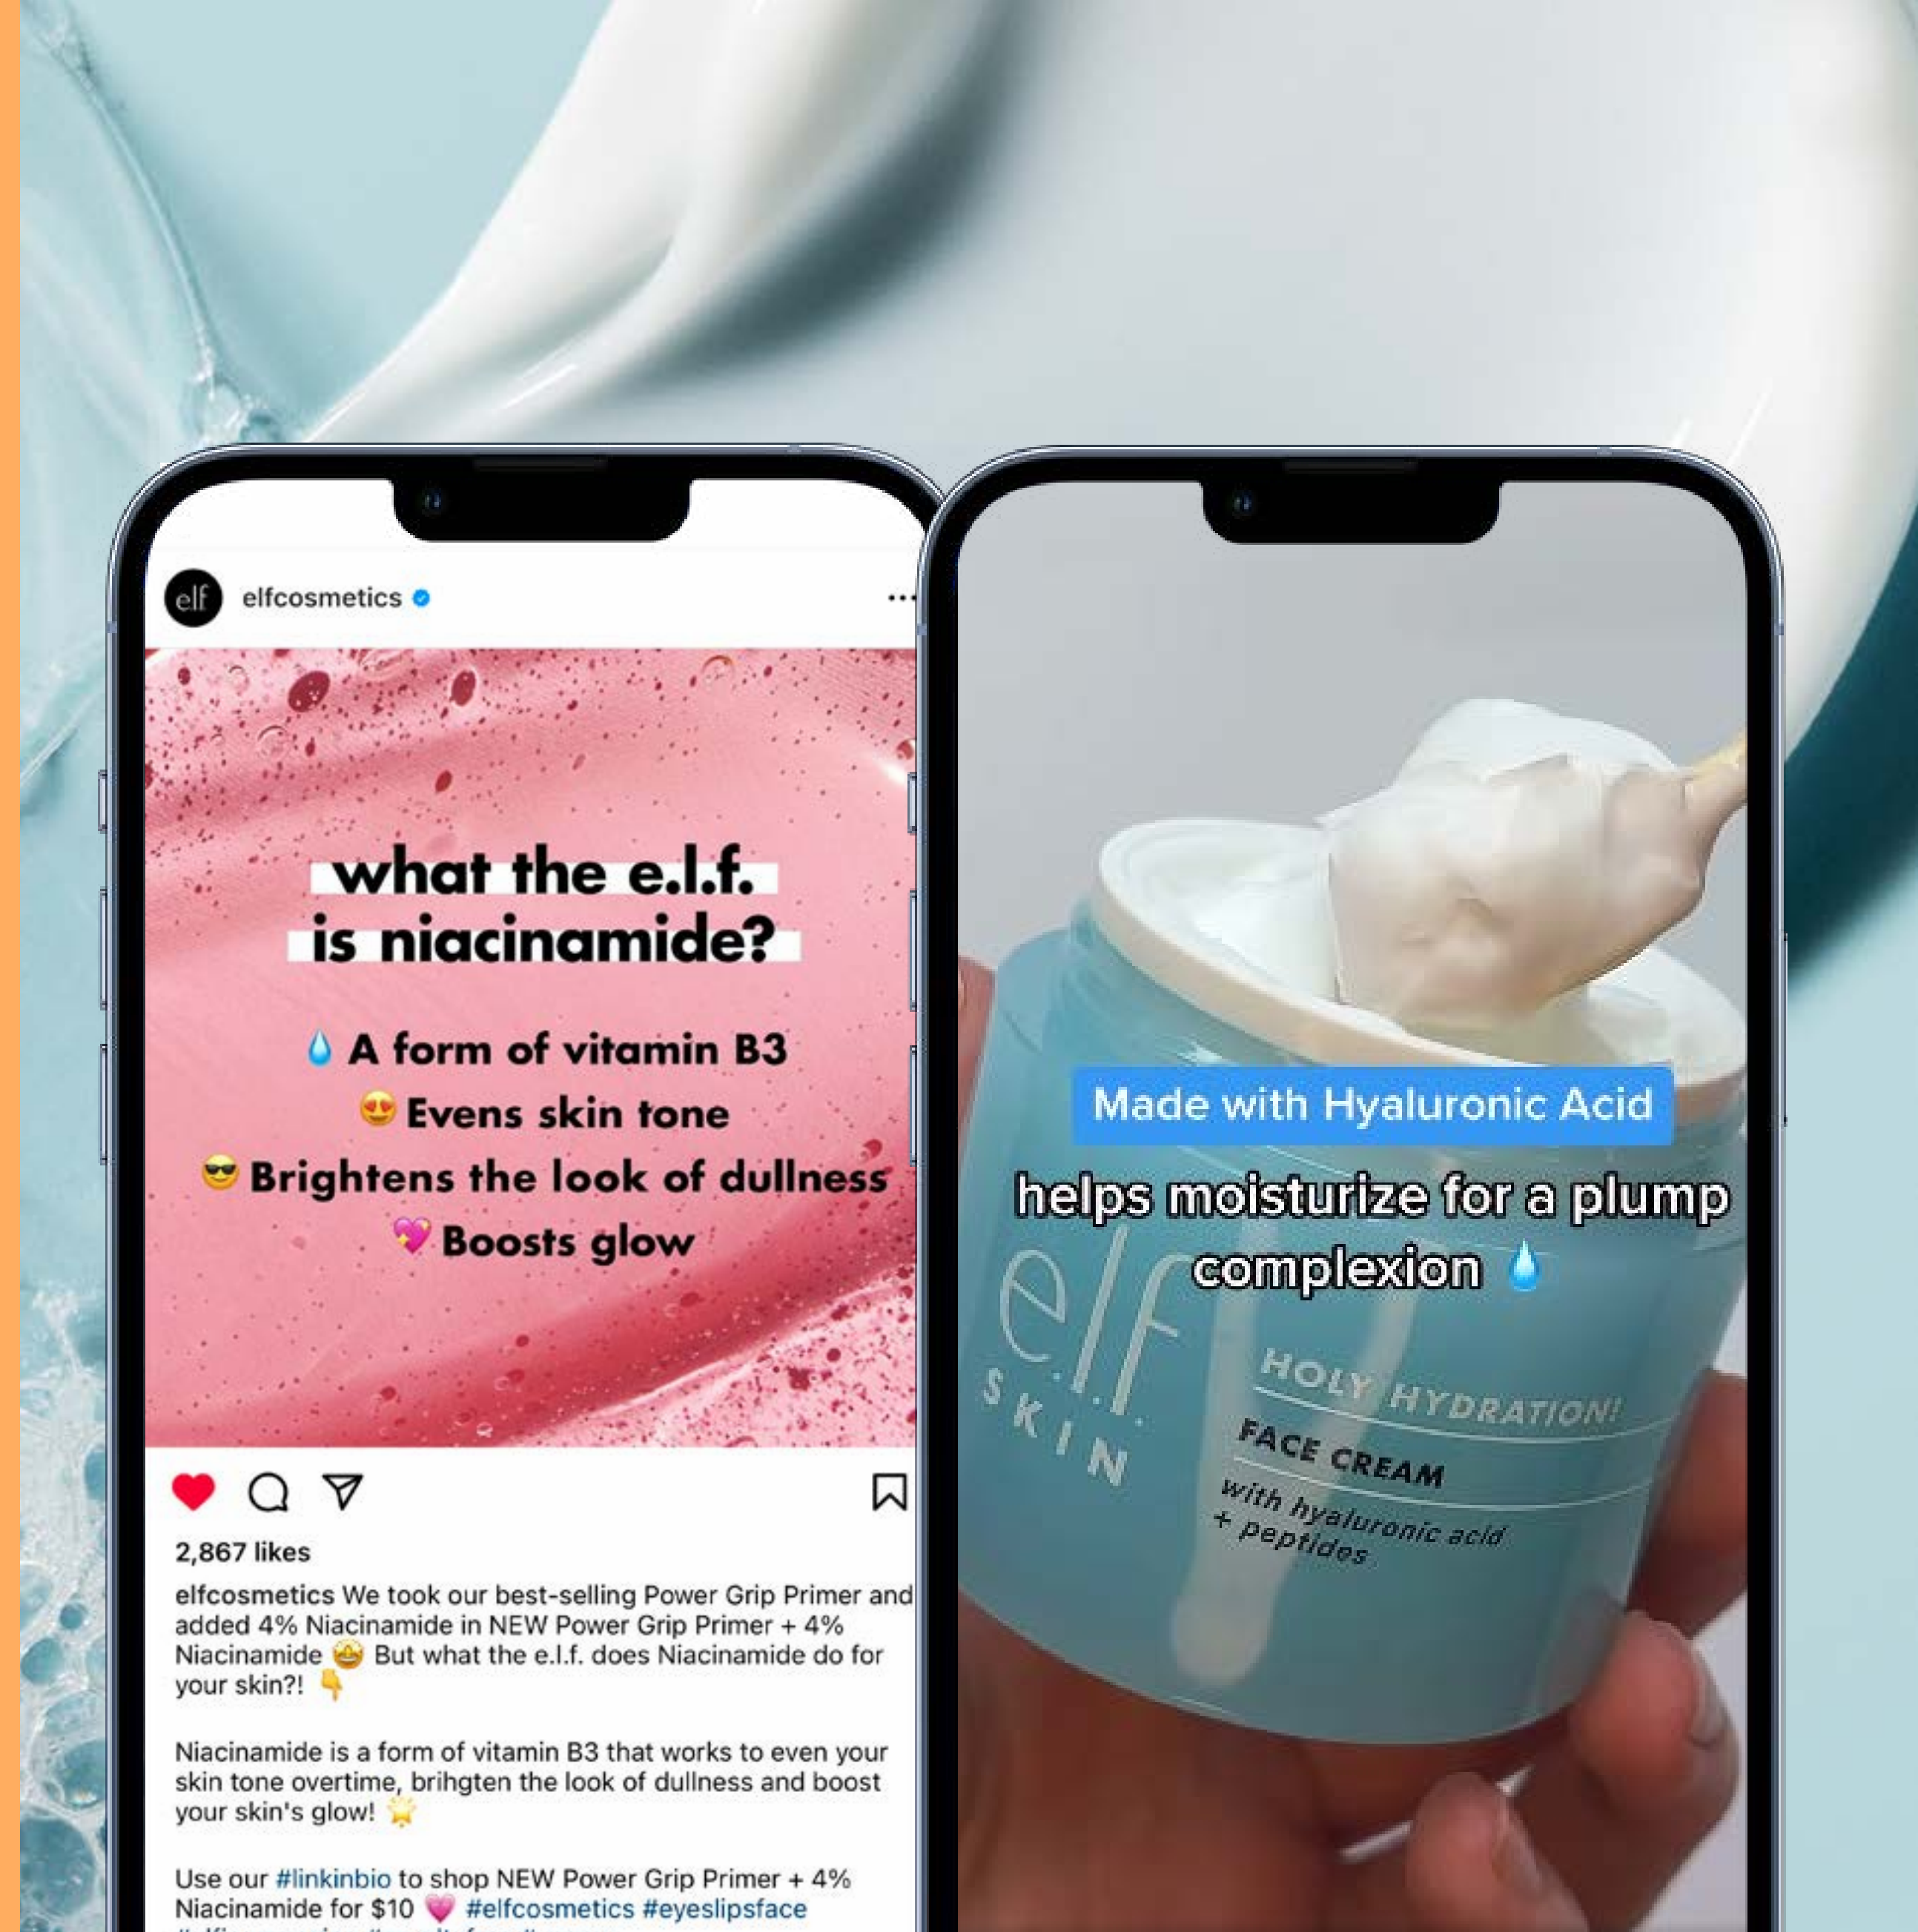 elf
elfcosmetics
what the e.l.f.
is niacinamide?
💧 A form of vitamin B3
😍 Evens skin tone
😎 Brightens the look of dullness
💖 Boosts glow
2,867 likes
elfcosmetics We took our best-selling Power Grip Primer and
added 4% Niacinamide in NEW Power Grip Primer + 4%
Niacinamide 🤩 But what the e.l.f. does Niacinamide do for
your skin?! 👇
Niacinamide is a form of vitamin B3 that works to even your
skin tone overtime, brihgten the look of dullness and boost
your skin's glow! 🌟
Use our #linkinbio to shop NEW Power Grip Primer + 4%
Niacinamide for $10 💗 #elfcosmetics #eyeslipsface
Made with Hyaluronic Acid
helps moisturize for a plump
complexion 💧
e.l.f.
SKIN
HOLY HYDRATION!
FACE CREAM
with hyaluronic acid
+ peptides